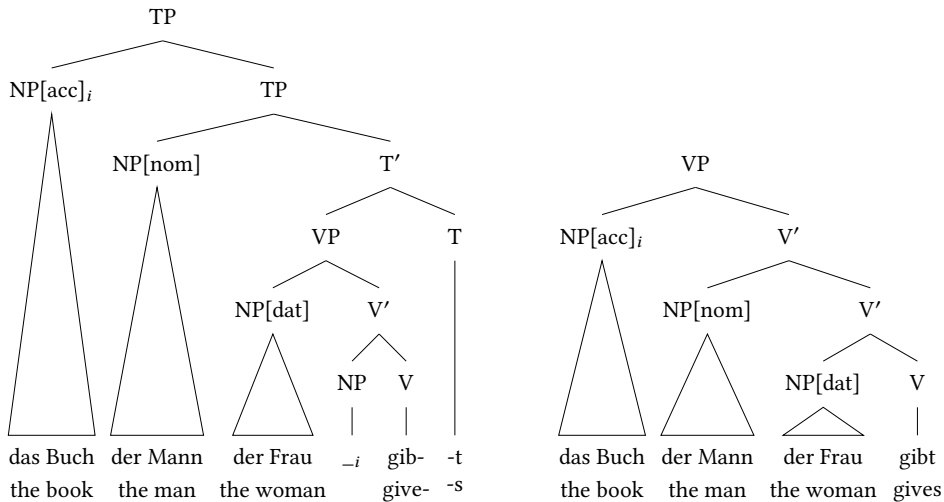 TP
NP[acc]i TP
NP[nom] T′ VP
VP T NP[acc]i V′
NP[dat] V′ NP[nom] V′
NP V NP[dat] V
das Buch der Mann der Frau _i gib- -t das Buch der Mann der Frau gibt
the book the man the woman give- -s the book the man the woman gives